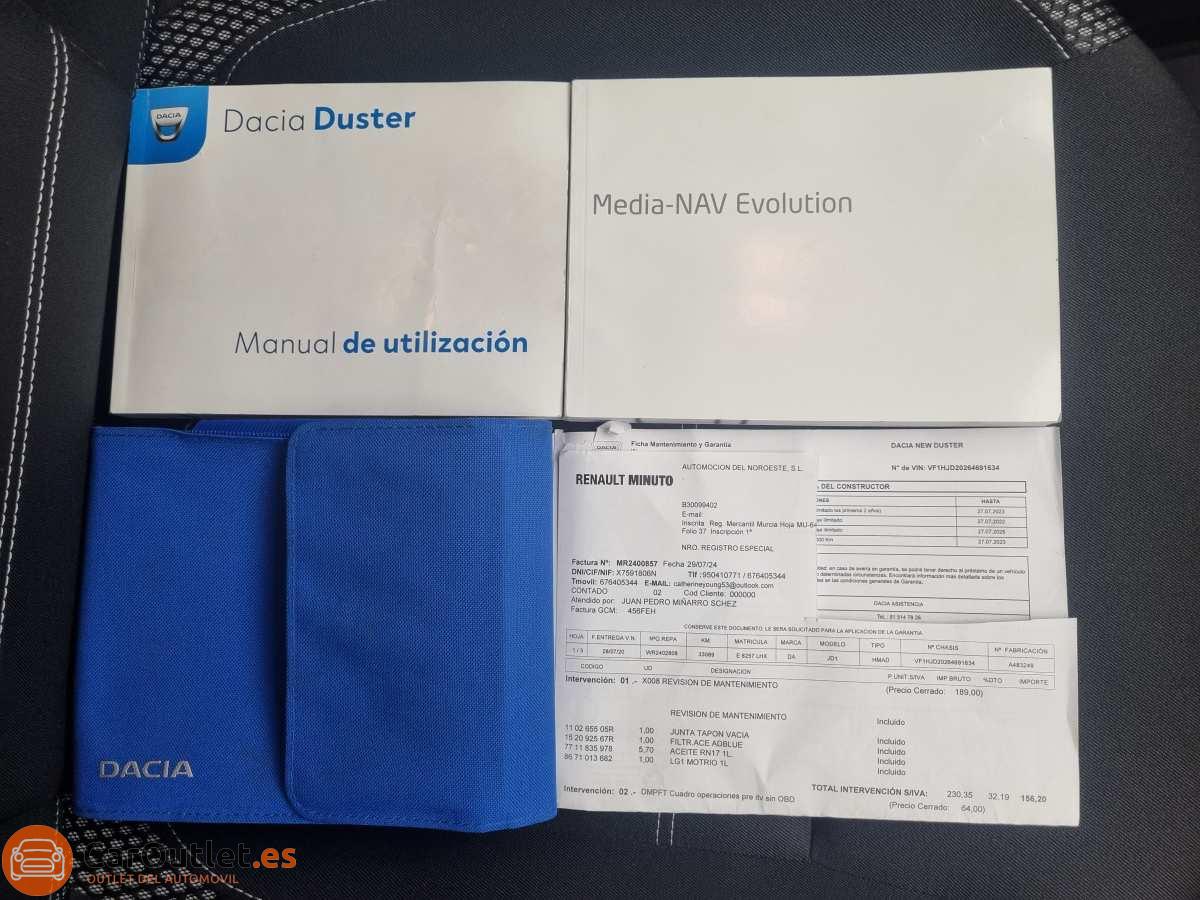 DACIA
Dacia Duster
Manual de utilización
Media-NAV Evolution
DACIA
Ficha Mantenimiento y Garantía
DACIA NEW DUSTER
Nº de VIN: VF1HJD20264691634
DEL CONSTRUCTOR
HASTA
27.07.2023
27.07.2022
27.07.2026
27.07.2023
DACIA ASISTENCIA
AUTOMOCION DEL NOROESTE, S.L.
RENAULT MINUTO
B30099402
E-mail:
Inscrita Reg. Mercantil Murcia Hoja MU-64
Folio 37 Inscripción 1ª
NRO. REGISTRO ESPECIAL
Factura Nº: MR2400857 Fecha 29/07/24
DNI/CIF/NIF: X7591806N Tlf :950410771 / 676405344
Tmovil: 676405344 E-MAIL: catherineyoung53@outlook.com
CONTADO 02 Cod Cliente: 000000
Atendido por: JUAN PEDRO MIÑARRO SCHEZ
Factura GCM: 456FEH
CONSERVE ESTE DOCUMENTO, LE SERA SOLICITADO PARA LA APLICACION DE LA GARANTIA
HOJA F.ENTREGA V.N. NºO.REPA KM MATRICULA MARCA MODELO TIPO Nº CHASIS Nº FABRICACIÓN
1 / 3 28/07/20 WR2402808 33089 E 8257 LHX DA JD1 HMAD VF1HJD20264691634 A483249
CODIGO UD DESIGNACION P.UNIT.S/IVA IMP.BRUTO %DTO IMPORTE
Intervención: 01 .- X008 REVISION DE MANTENIMIENTO (Precio Cerrado: 189,00)
REVISION DE MANTENIMIENTO Incluido
11 02 655 05R 1,00 JUNTA TAPON VACIA Incluido
15 20 925 67R 1,00 FILTR.ACE ADBLUE Incluido
77 11 835 978 5,70 ACEITE RN17 1L. Incluido
86 71 013 682 1,00 LG1 MOTRIO 1L Incluido
TOTAL INTERVENCIÓN S/IVA: 230,35 32,19 156,20
Intervención: 02 .- DMPFT Cuadro operaciones pre itv sin OBD (Precio Cerrado: 64,00)
DACIA
CarOutlet.es
OUTLET DEL AUTOMOVIL